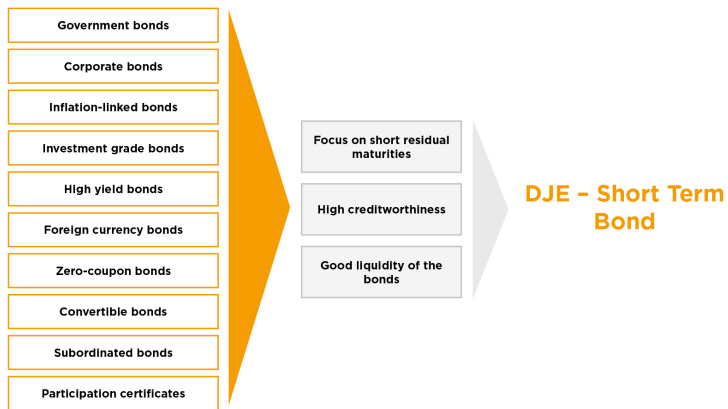 Government bonds
Corporate bonds
Inflation-linked bonds
Investment grade bonds
High yield bonds
Foreign currency bonds
Zero-coupon bonds
Convertible bonds
Subordinated bonds
Participation certificates
Focus on short residual
maturities
High creditworthiness
Good liquidity of the
bonds
DJE – Short Term
Bond